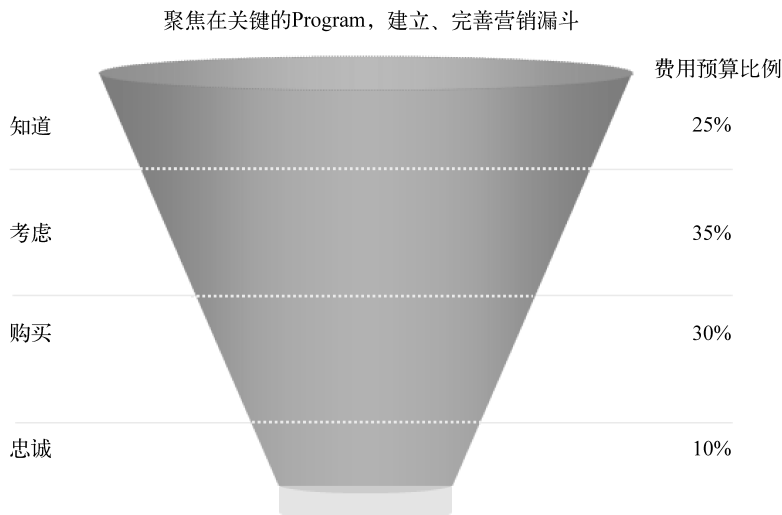 聚焦在关键的Program，建立、完善营销漏斗
费用预算比例
知道 25%
考虑 35%
购买 30%
忠诚 10%